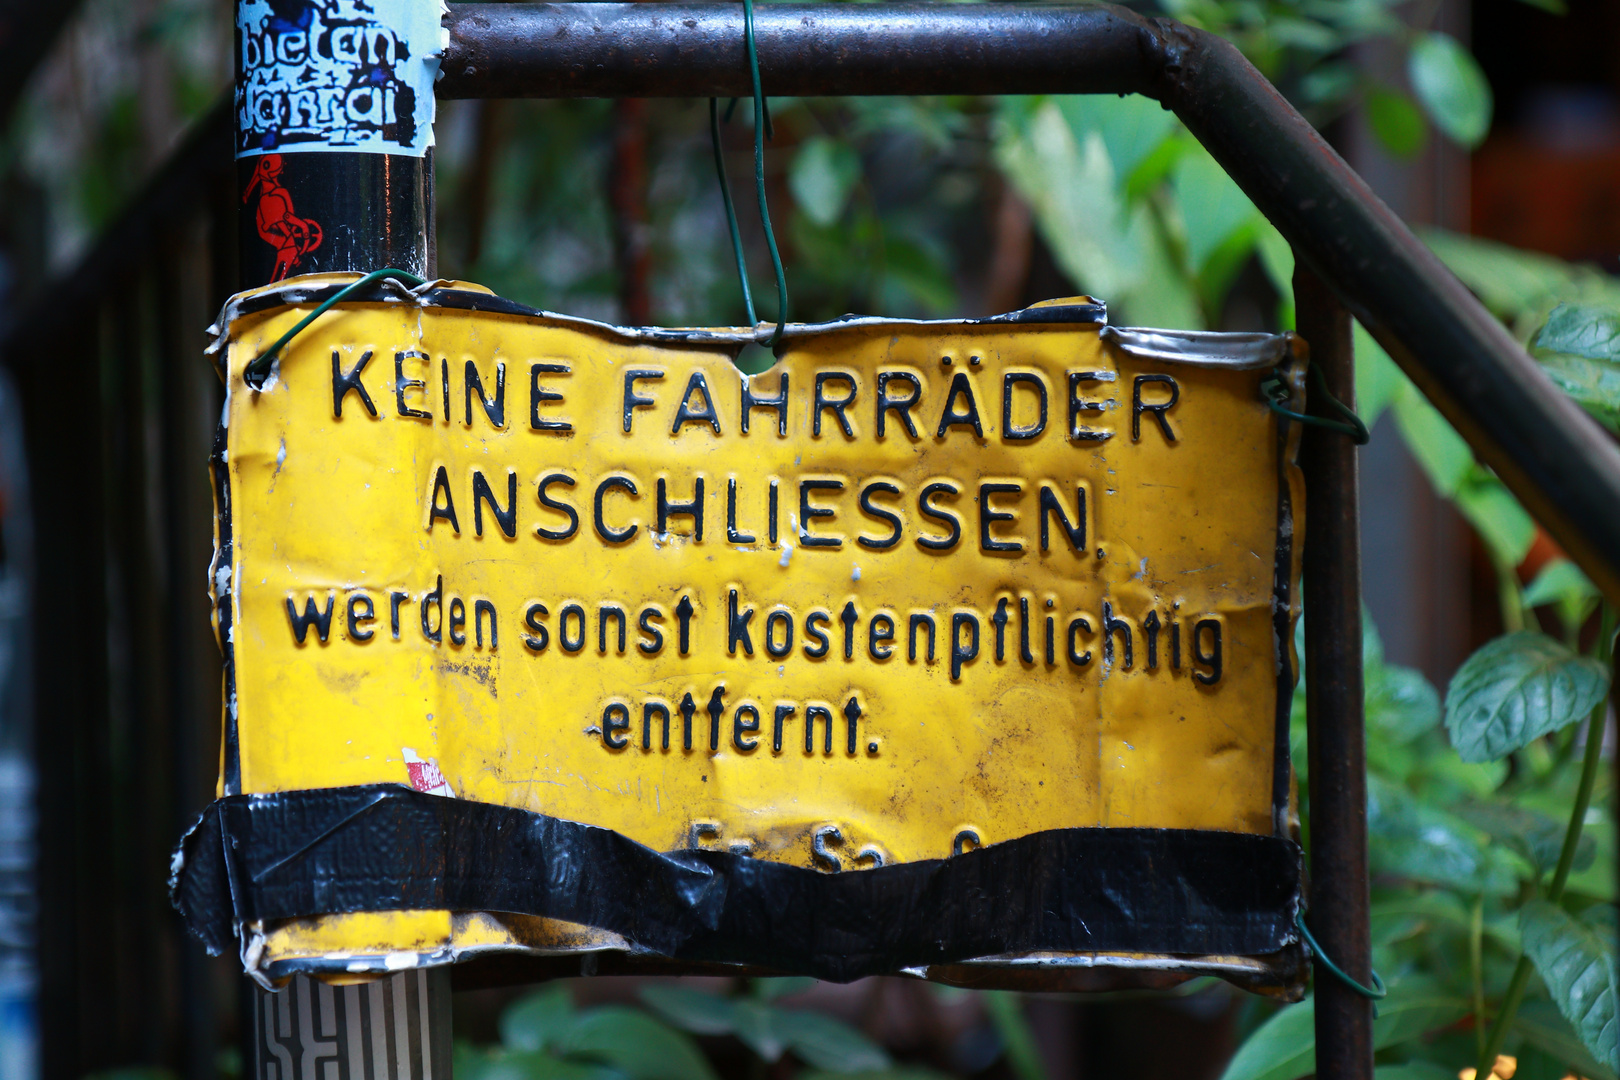 KEINE FAHRRÄDER
ANSCHLIESSEN,
werden sonst kostenpflichtig
entfernt.